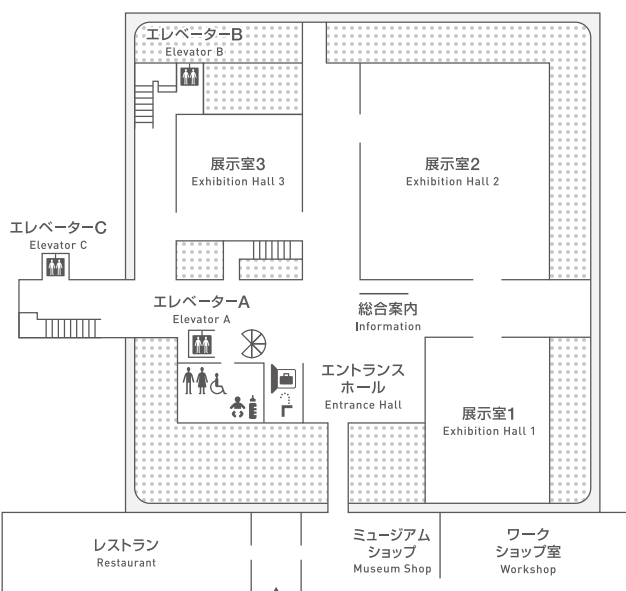 エレベーターB
Elevator B
展示室3
Exhibition Hall 3
展示室2
Exhibition Hall 2
エレベーターC
Elevator C
エレベーターA
Elevator A
総合案内
Information
エントランス
ホール
Entrance Hall
展示室1
Exhibition Hall 1
レストラン
Restaurant
ミュージアム
ショップ
Museum Shop
ワーク
ショップ室
Workshop